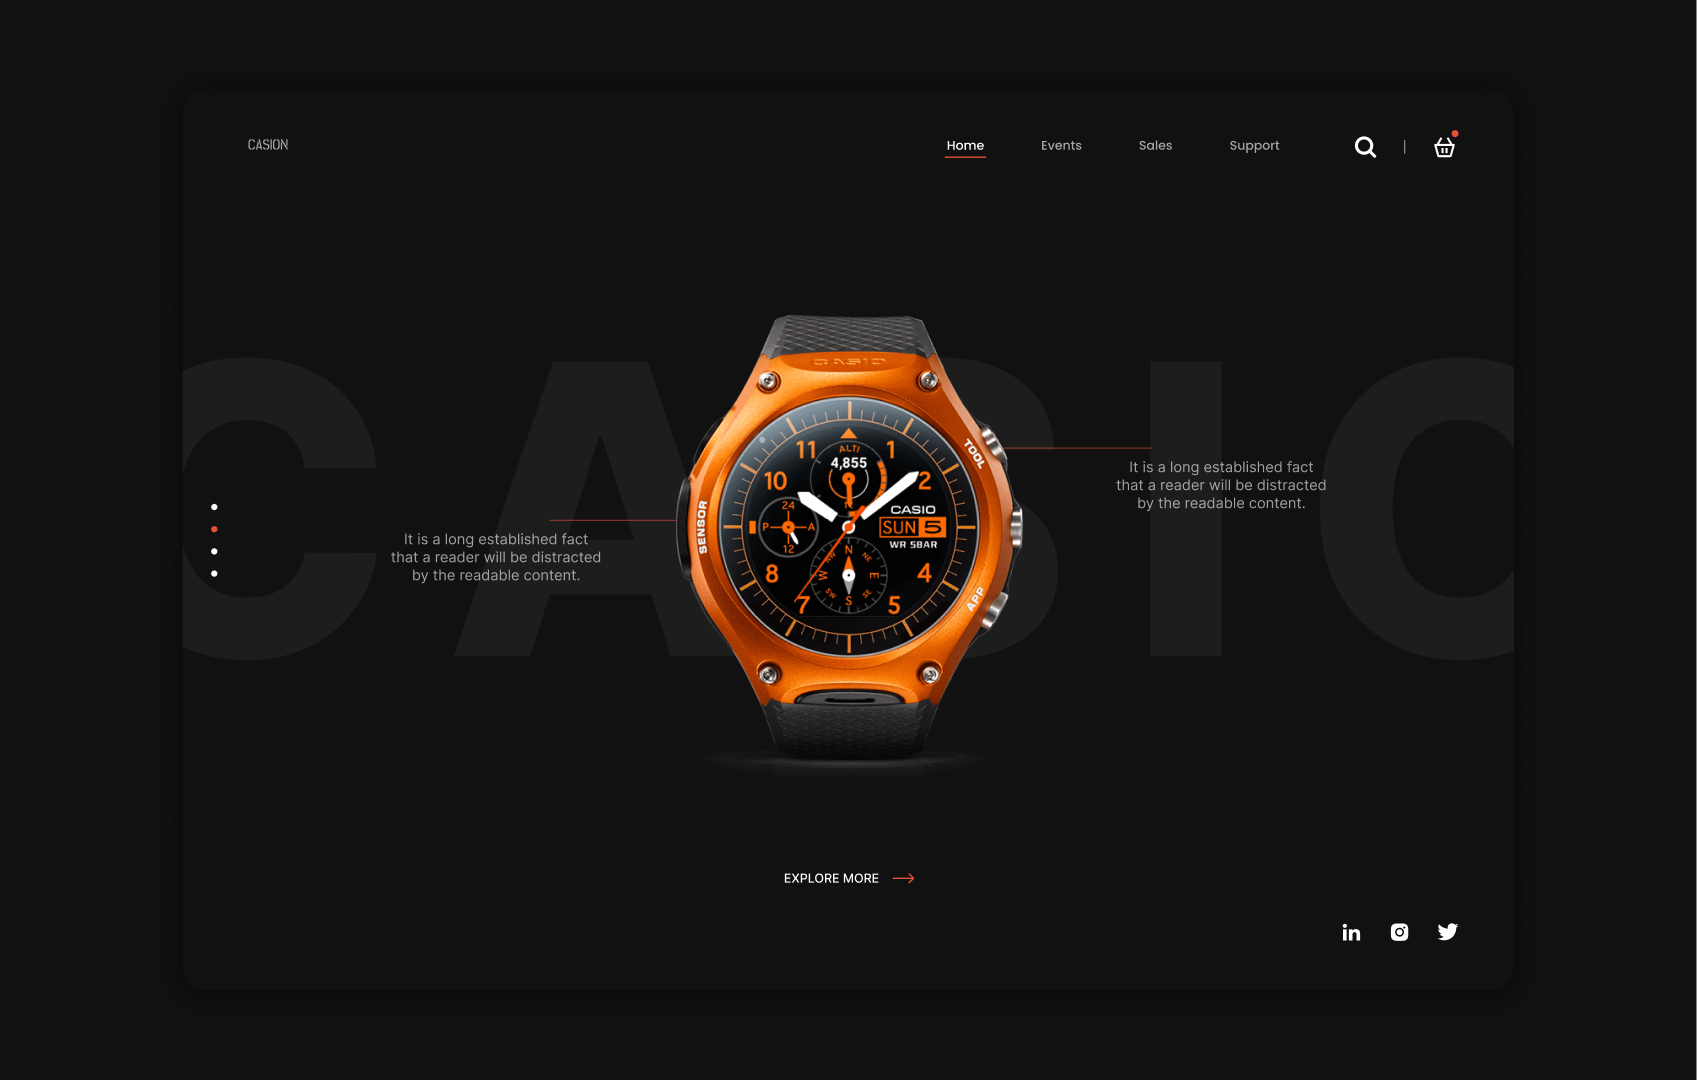 CASION
Home Events Sales Support
CASIO
CASIO
TOOL
SENSOR
APP
11 1
10 2
8 4
7 5
ALTI
4,855
24
P A
12
CASIO
SUN 5
WR 5BAR
N
NW NE
W E
SW SE
S
It is a long established fact
that a reader will be distracted
by the readable content.
It is a long established fact
that a reader will be distracted
by the readable content.
EXPLORE MORE
in